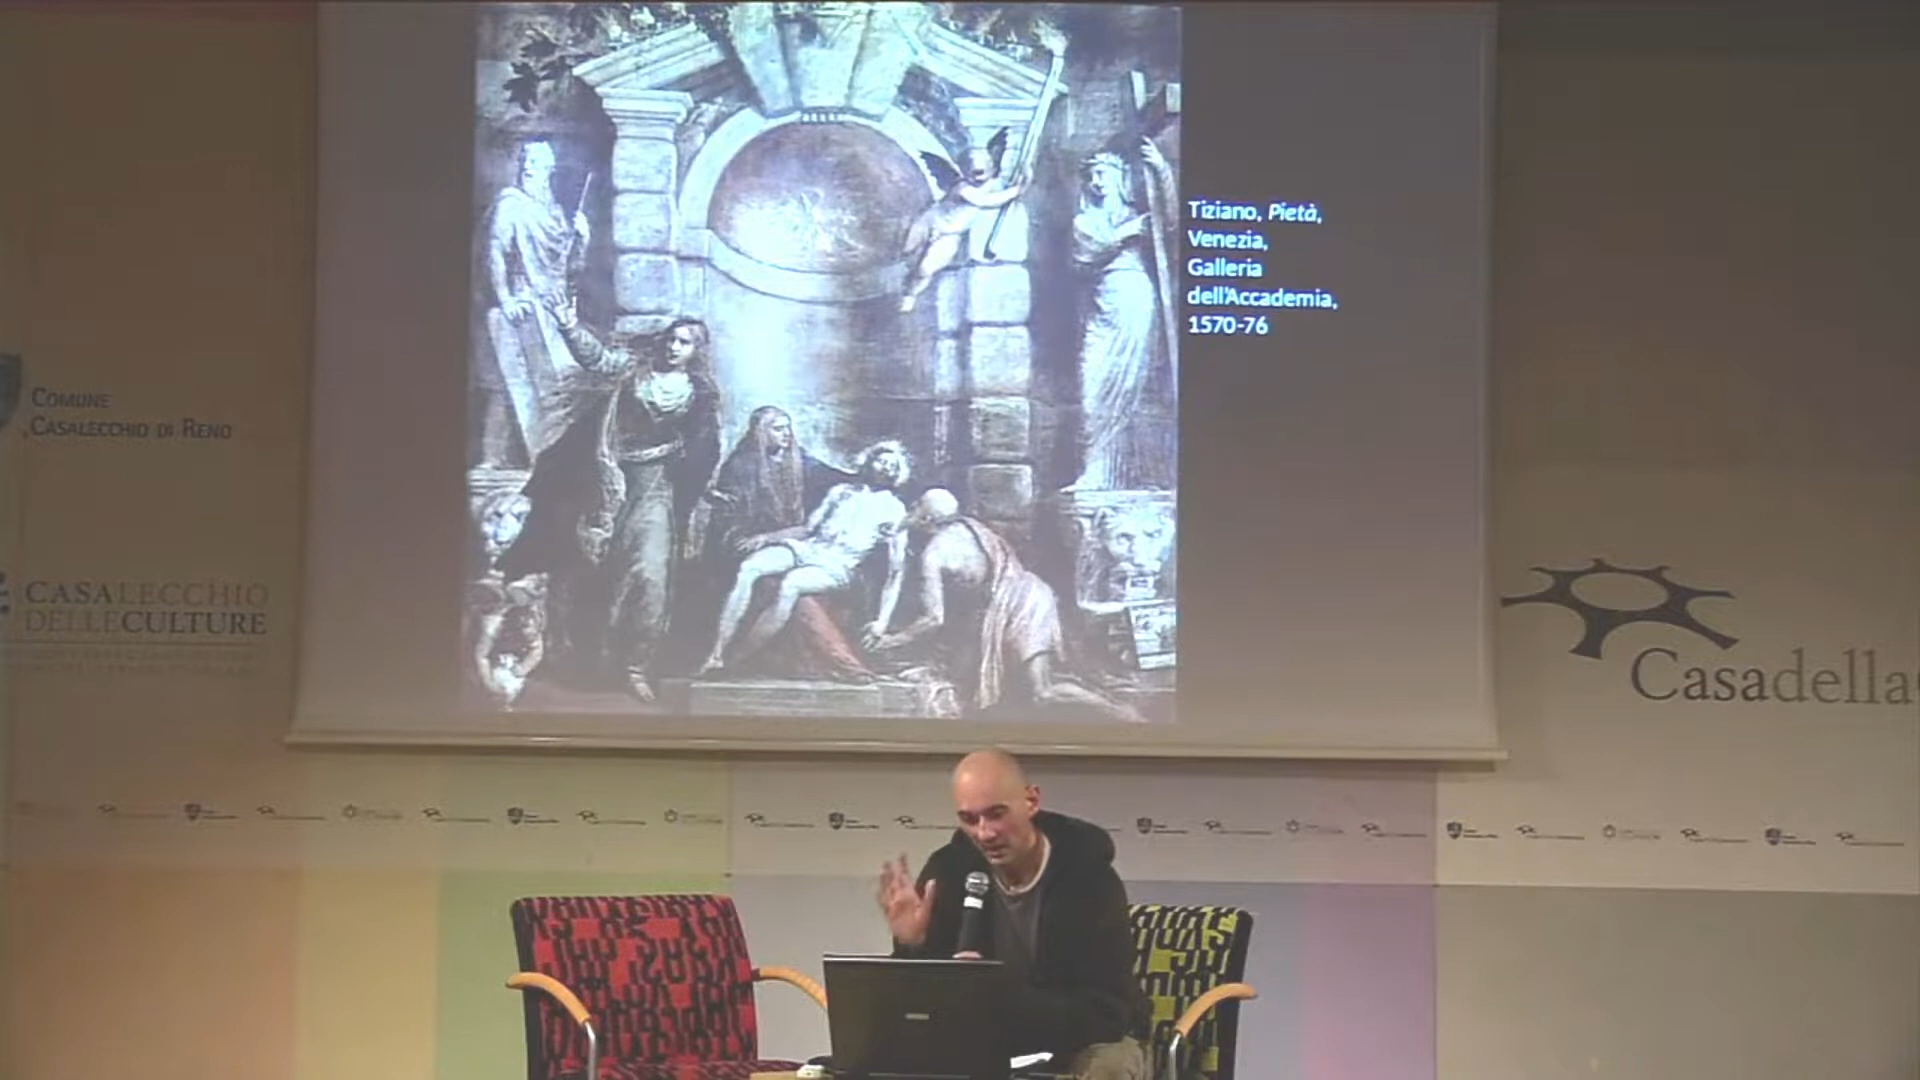 Tiziano, Pietà,
Venezia,
Galleria
dell'Accademia,
1570-76
COMUNE
CASALECCHIO DI RENO
CASALECCHIO
DELLECULTURE
Casadella